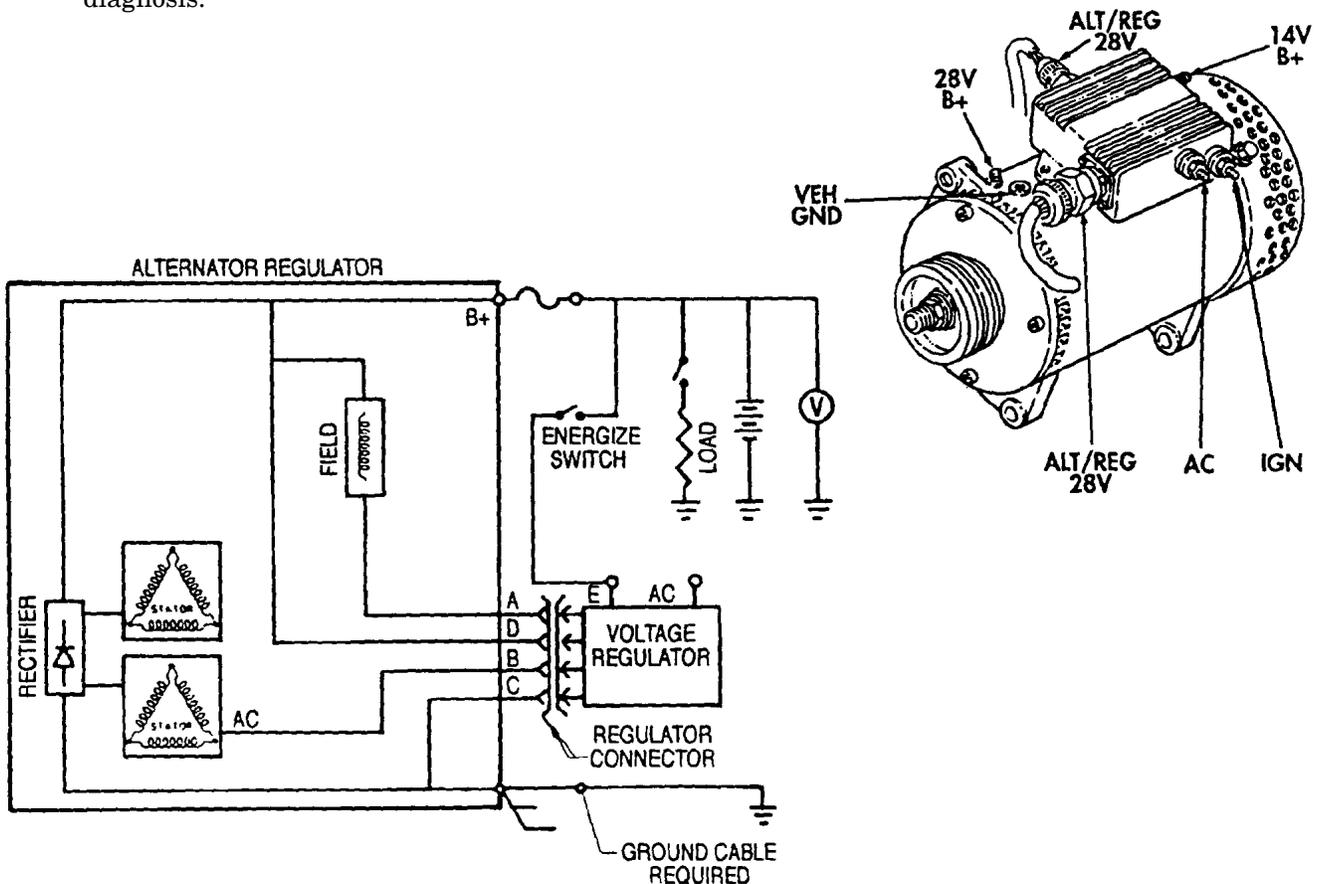 diagnosis.
ALT/REG
28V
14V
B+
28V
B+
VEH
GND
ALT/REG
28V
AC
IGN
ALTERNATOR REGULATOR
B+
FIELD
ENERGIZE
SWITCH
LOAD
V
RECTIFIER
Stator
Stator
AC
A
D
B
C
E
AC
VOLTAGE
REGULATOR
REGULATOR
CONNECTOR
GROUND CABLE
REQUIRED